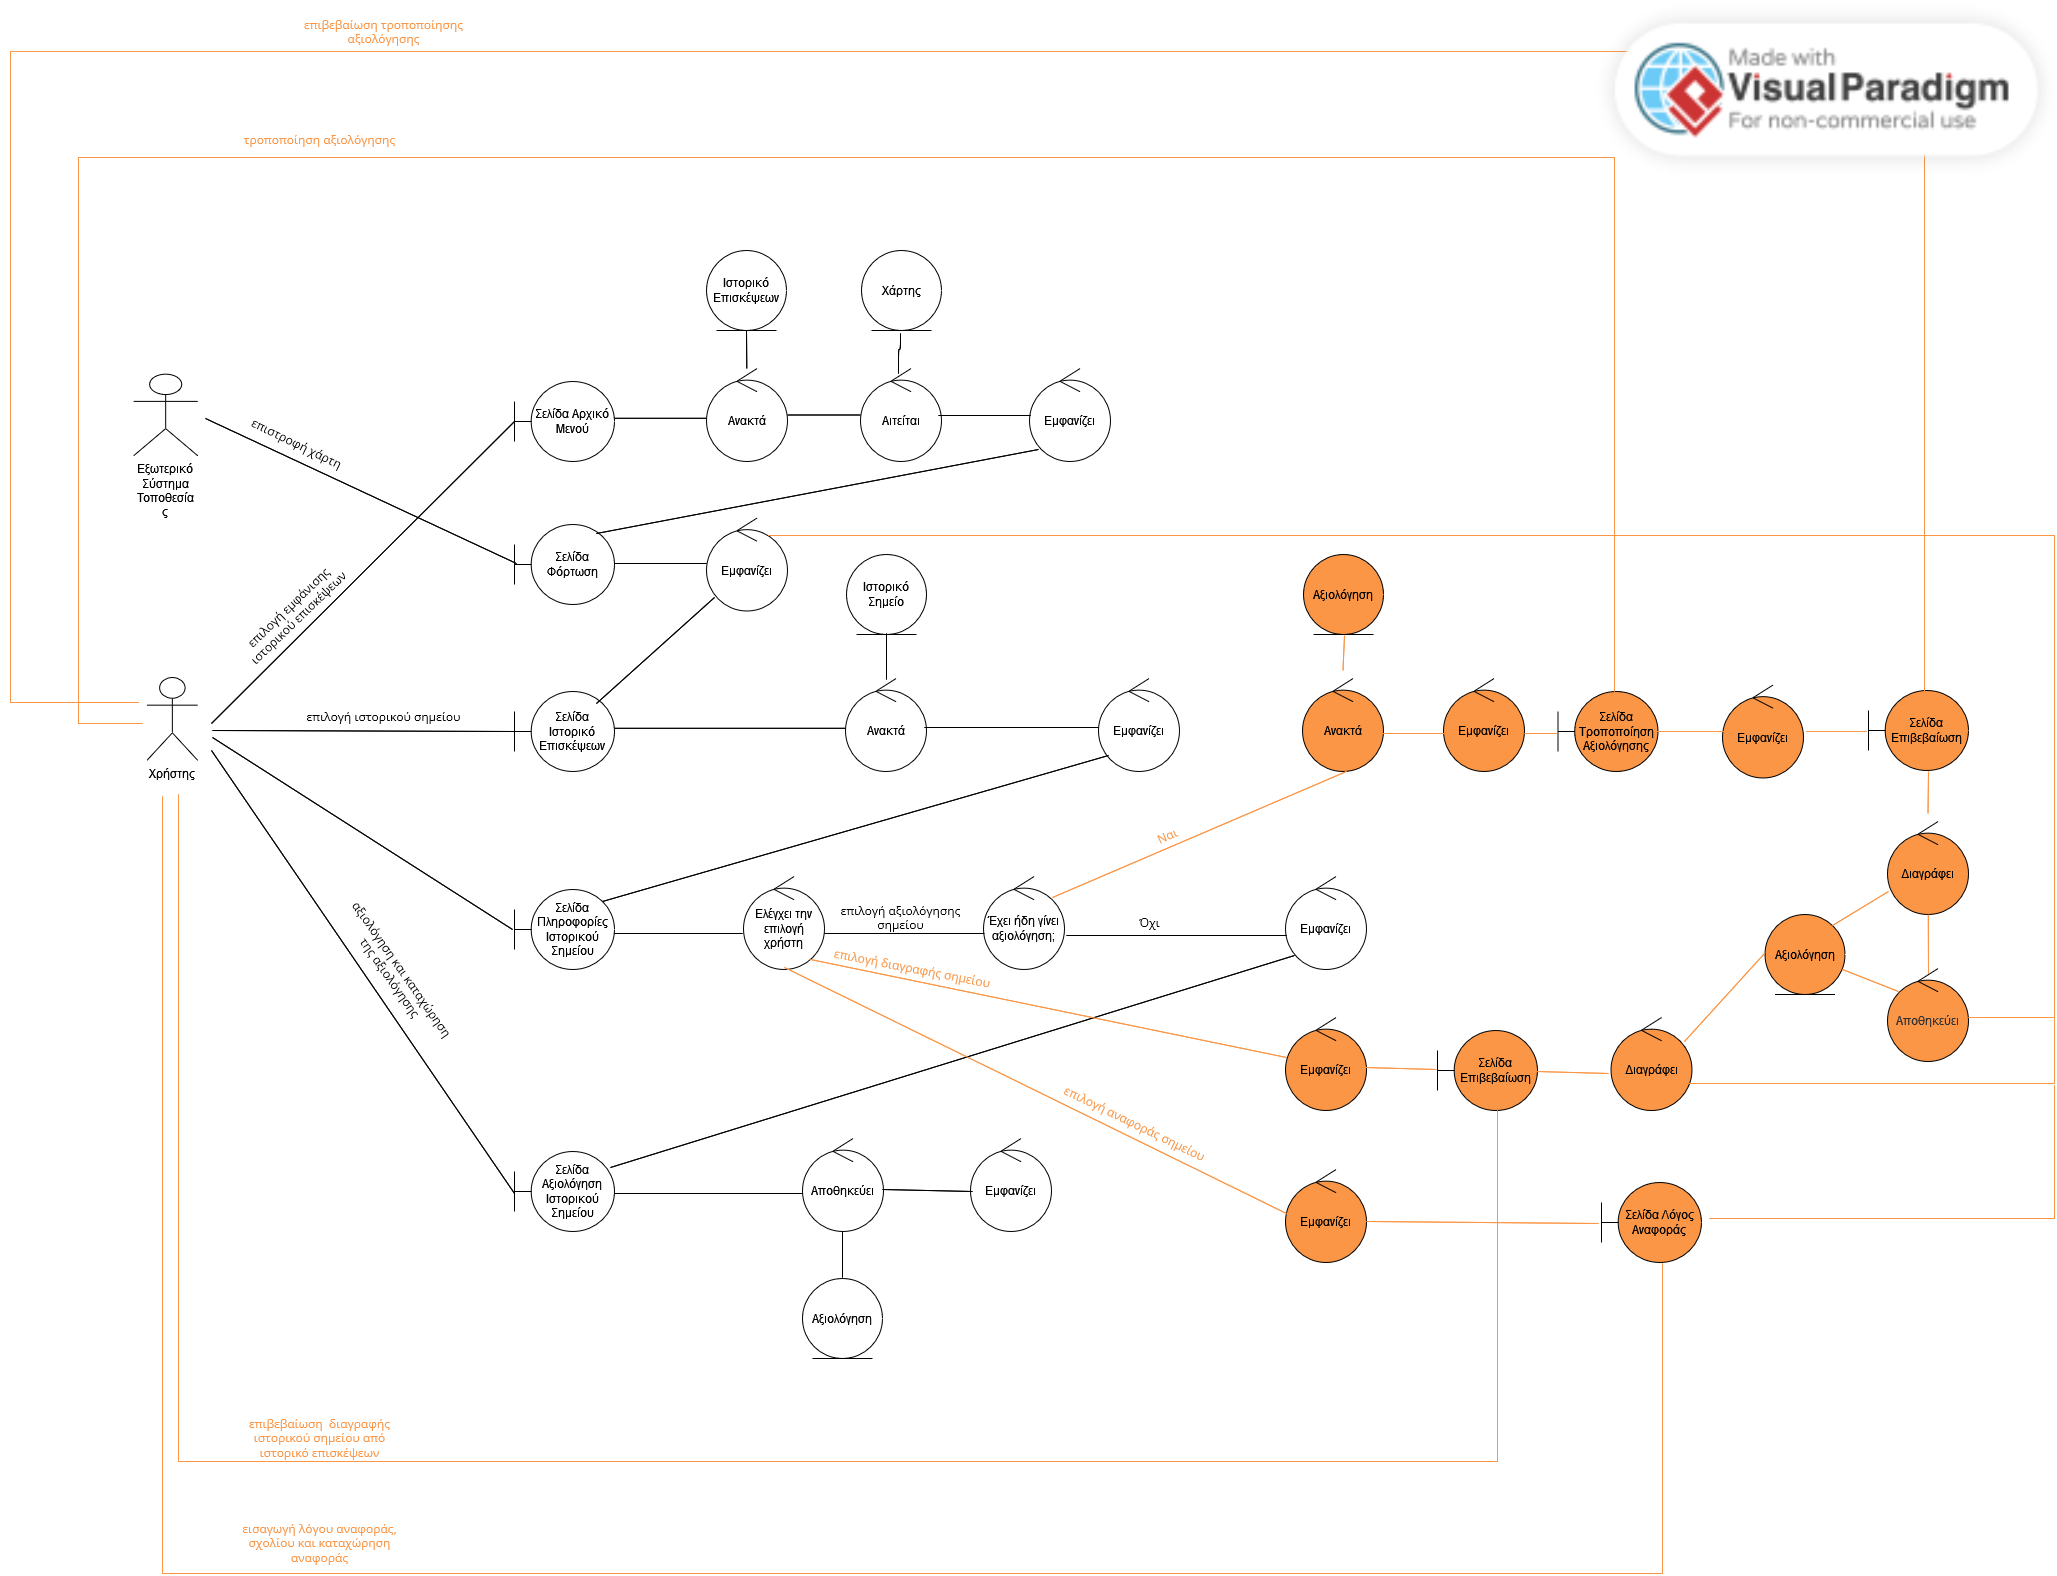 επιβεβαίωση τροποποίησης
αξιολόγησης
Made with
Visual Paradigm
For non-commercial use
τροποποίηση αξιολόγησης
Ιστορικό
Επισκέψεων
Χάρτης
Εξωτερικό
Σύστημα
Τοποθεσία
ς
επιστροφή χάρτη
Σελίδα Αρχικό
Μενού
Ανακτά
Αιτείται
Εμφανίζει
επιλογή εμφάνισης
ιστορικού επισκέψεων
Σελίδα
Φόρτωση
Εμφανίζει
Ιστορικό
Σημείο
Αξιολόγηση
Χρήστης
επιλογή ιστορικού σημείου
Σελίδα
Ιστορικό
Επισκέψεων
Ανακτά
Εμφανίζει
Ανακτά
Εμφανίζει
Σελίδα
Τροποποίηση
Αξιολόγησης
Εμφανίζει
Σελίδα
Επιβεβαίωση
Ναι
Διαγράφει
αξιολόγηση και καταχώρηση
της αξιολόγησης
Σελίδα
Πληροφορίες
Ιστορικού
Σημείου
Ελέγχει την
επιλογή
χρήστη
επιλογή αξιολόγησης
σημείου
Έχει ήδη γίνει
αξιολόγηση;
Όχι
Εμφανίζει
επιλογή διαγραφής σημείου
Αξιολόγηση
Αποθηκεύει
Εμφανίζει
Σελίδα
Επιβεβαίωση
Διαγράφει
επιλογή αναφοράς σημείου
Σελίδα
Αξιολόγηση
Ιστορικού
Σημείου
Αποθηκεύει
Εμφανίζει
Εμφανίζει
Σελίδα Λόγος
Αναφοράς
Αξιολόγηση
επιβεβαίωση διαγραφής
ιστορικού σημείου από
ιστορικό επισκέψεων
εισαγωγή λόγου αναφοράς,
σχολίου και καταχώρηση
αναφοράς